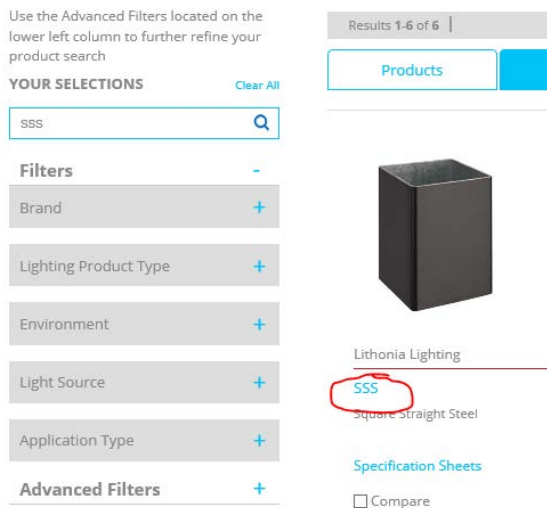 Use the Advanced Filters located on the
lower left column to further refine your
product search
YOUR SELECTIONS
Clear All
sss
Filters
-
Brand
+
Lighting Product Type
+
Environment
+
Light Source
+
Application Type
+
Advanced Filters
+
Results 1-6 of 6 |
Products
Lithonia Lighting
SSS
Square Straight Steel
Specification Sheets
Compare